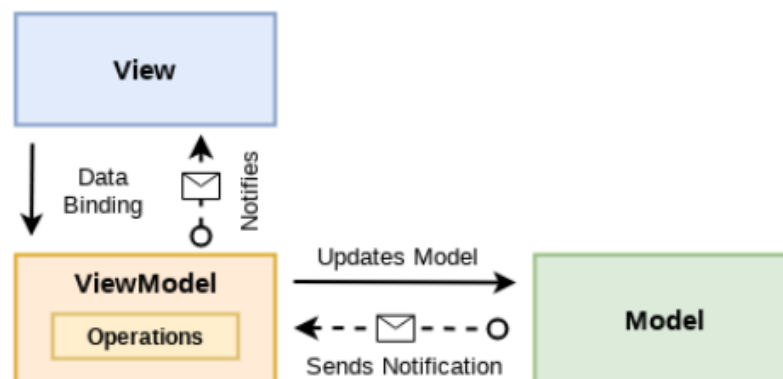 View
Data
Binding
Notifies
ViewModel
Operations
Updates Model
Sends Notification
Model